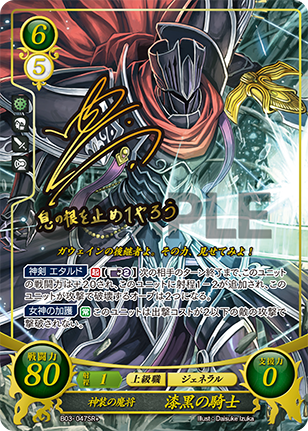 6
5
息の根を止めてやろう
SAMPLE
ガウェインの後継者よ、その力、見せてみよ!
神剣 エタルド 起 [2] 次の相手のターン終了まで、このユニット
の戦闘力は+20され、このユニットに射程1-2が追加され、この
ユニットが攻撃で破壊するオーブは2つになる。
女神の加護 常 このユニットは出撃コストが2以下の敵の攻撃で
撃破されない。
戦闘力
80
射程 1
上級職
ジェネラル
神装の魔将 漆黒の騎士
支援力
0
B03-047SR+
Illust.: Daisuke Izuka